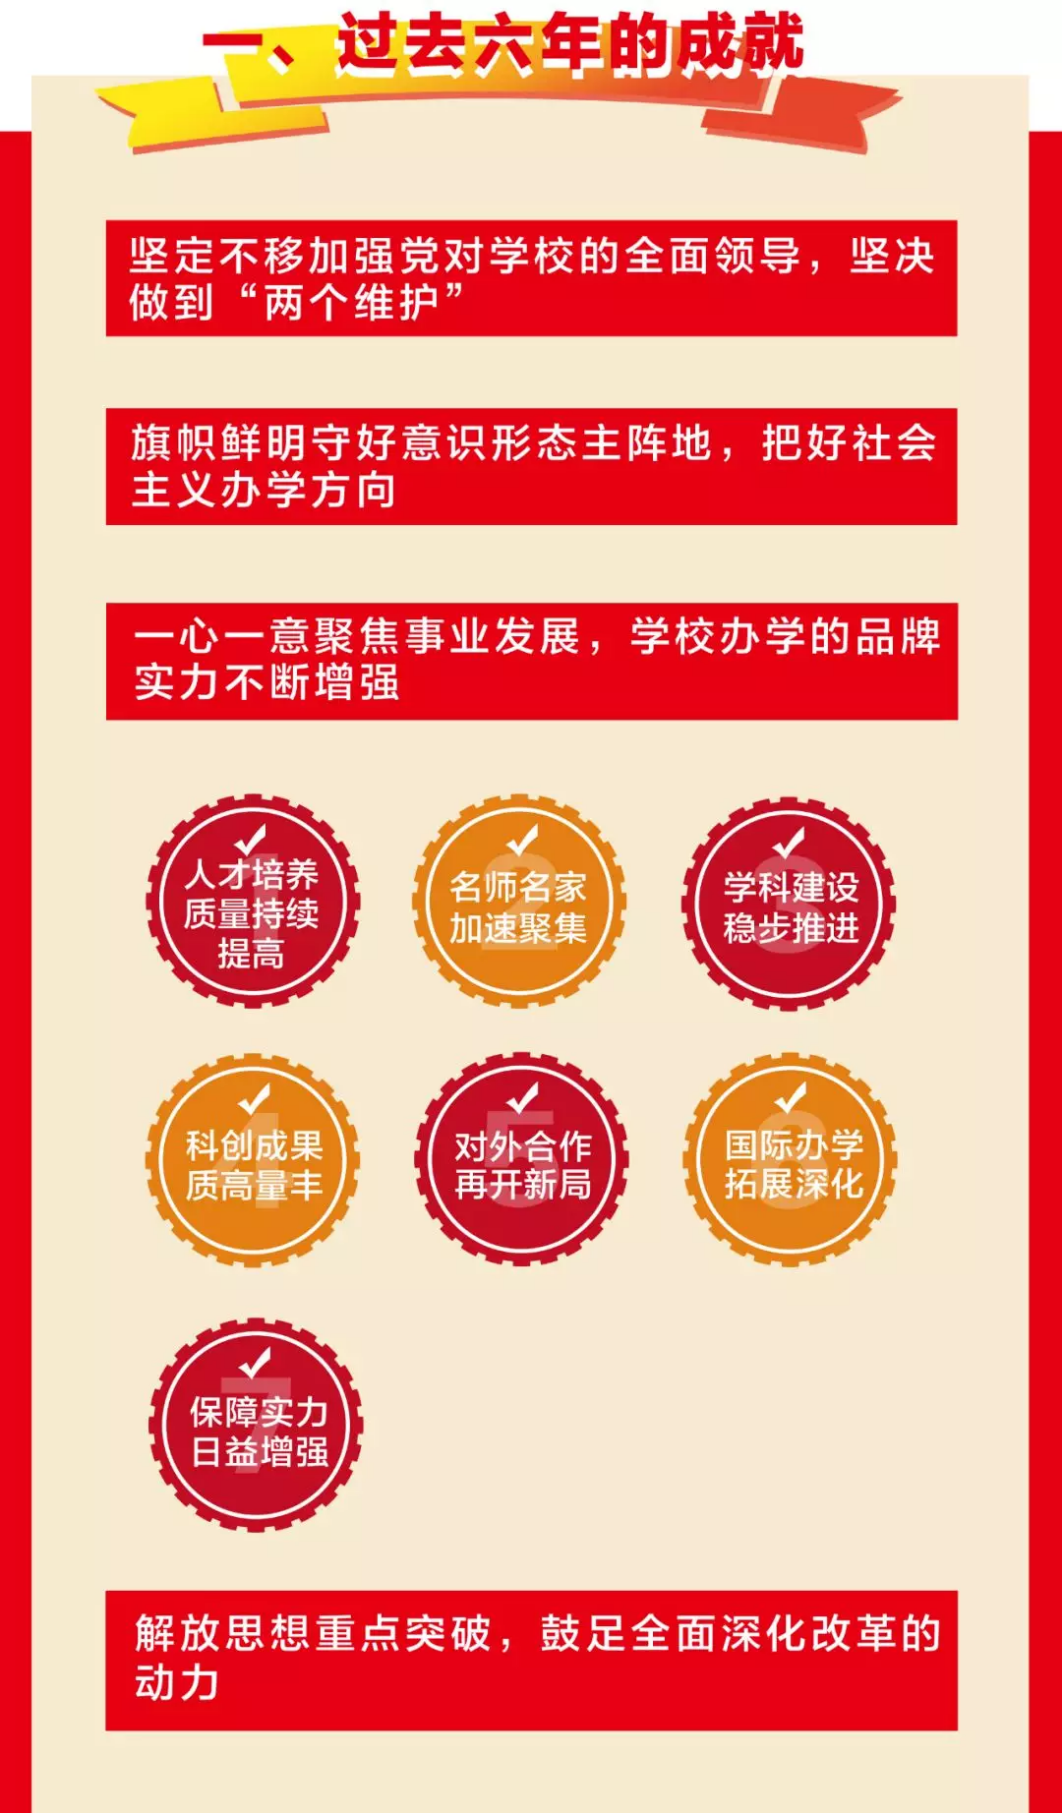 一、过去六年的成就
坚定不移加强党对学校的全面领导，坚决
做到“两个维护”
旗帜鲜明守好意识形态主阵地，把好社会
主义办学方向
一心一意聚焦事业发展，学校办学的品牌
实力不断增强
1
人才培养
质量持续
提高
2
名师名家
加速聚集
3
学科建设
稳步推进
4
科创成果
质高量丰
5
对外合作
再开新局
6
国际办学
拓展深化
7
保障实力
日益增强
解放思想重点突破，鼓足全面深化改革的
动力